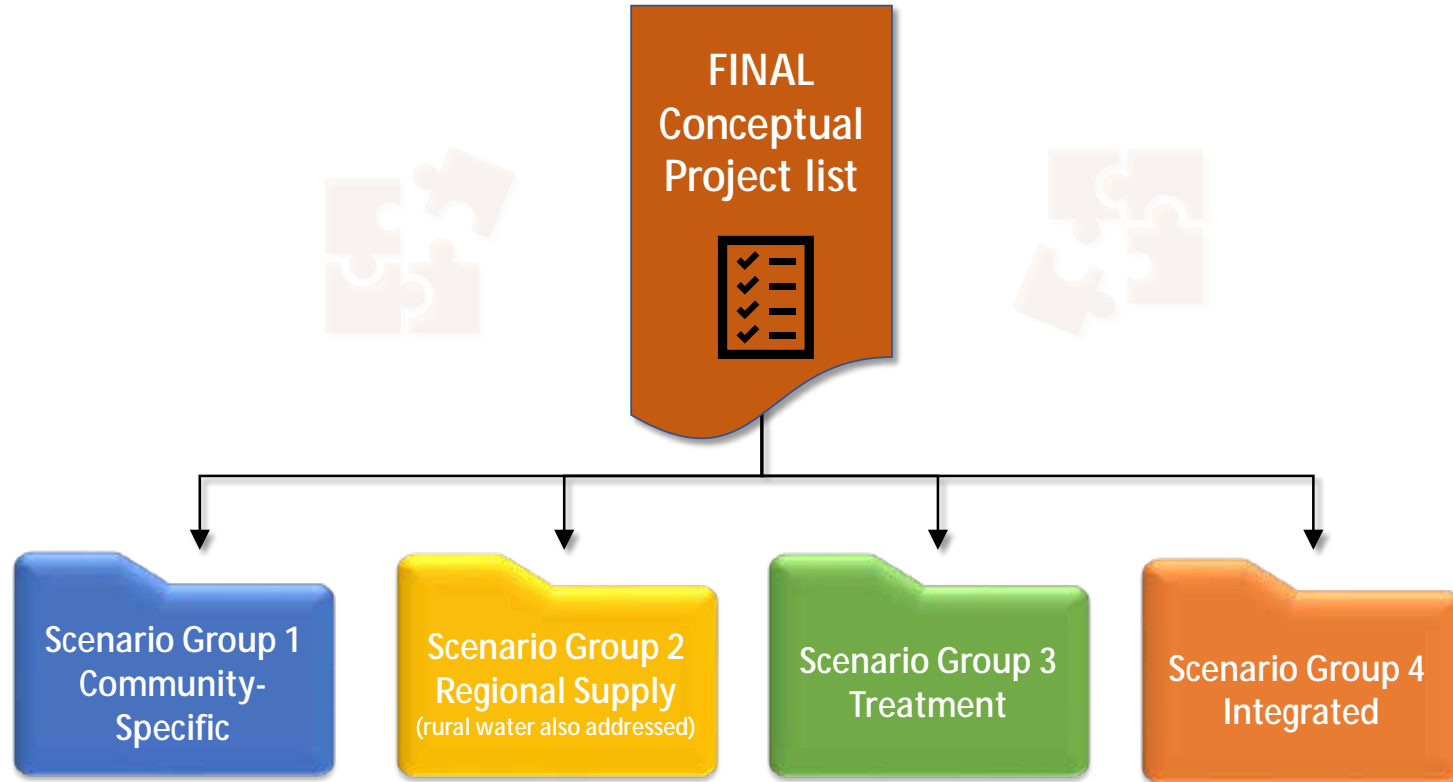 FINAL
Conceptual
Project list
Scenario Group 1
Community-
Specific
Scenario Group 2
Regional Supply
(rural water also addressed)
Scenario Group 3
Treatment
Scenario Group 4
Integrated